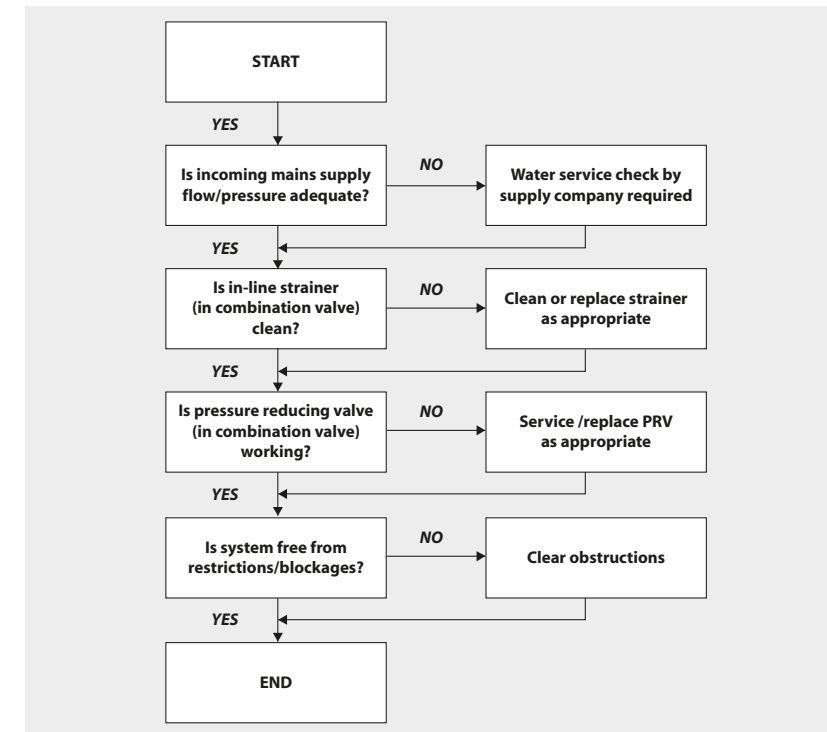 START
YES
Is incoming mains supply
flow/pressure adequate?
NO
Water service check by
supply company required
YES
Is in-line strainer
(in combination valve)
clean?
NO
Clean or replace strainer
as appropriate
YES
Is pressure reducing valve
(in combination valve)
working?
NO
Service /replace PRV
as appropriate
YES
Is system free from
restrictions/blockages?
NO
Clear obstructions
YES
END